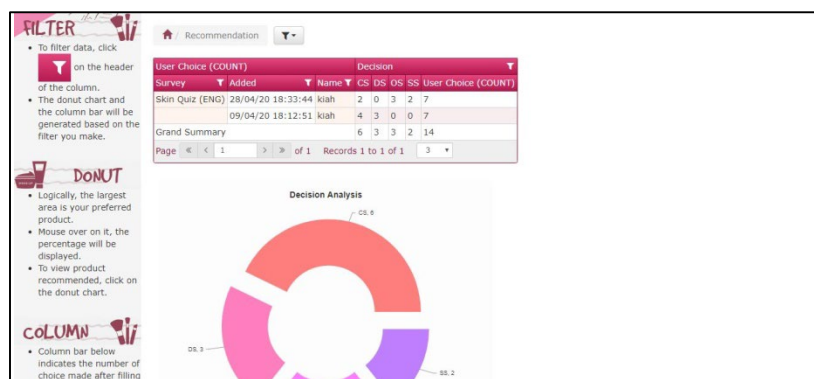 FILTER
• To filter data, click
on the header
of the column.
• The donut chart and
the column bar will be
generated based on the
filter you make.
DONUT
• Logically, the largest
area is your preferred
product.
• Mouse over on it, the
percentage will be
displayed.
• To view product
recommended, click on
the donut chart.
COLUMN
• Column bar below
indicates the number of
choice made after filling
/ Recommendation
User Choice (COUNT) Decision
Survey Added Name CS DS OS SS User Choice (COUNT)
Skin Quiz (ENG) 28/04/20 18:33:44 kiah 2 0 3 2 7
09/04/20 18:12:51 kiah 4 3 0 0 7
Grand Summary 6 3 3 2 14
Page « < 1 > » of 1 Records 1 to 1 of 1 3
Decision Analysis
CS, 6
DS, 3
SS, 2